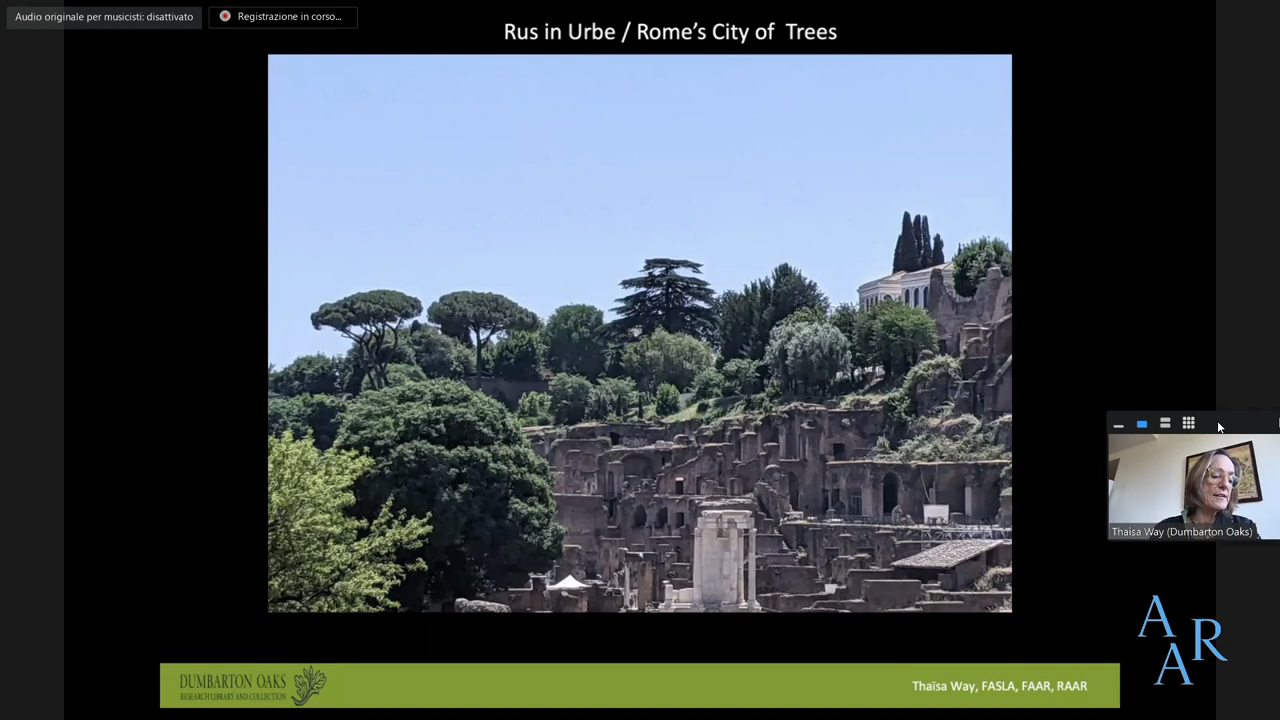 Audio originale per musicisti: disattivato
Registrazione in corso...
Rus in Urbe / Rome's City of  Trees
Thaisa Way (Dumbarton Oaks)
A
A R
DUMBARTON OAKS
RESEARCH LIBRARY AND COLLECTION
Thaïsa Way, FASLA, FAAR, RAAR